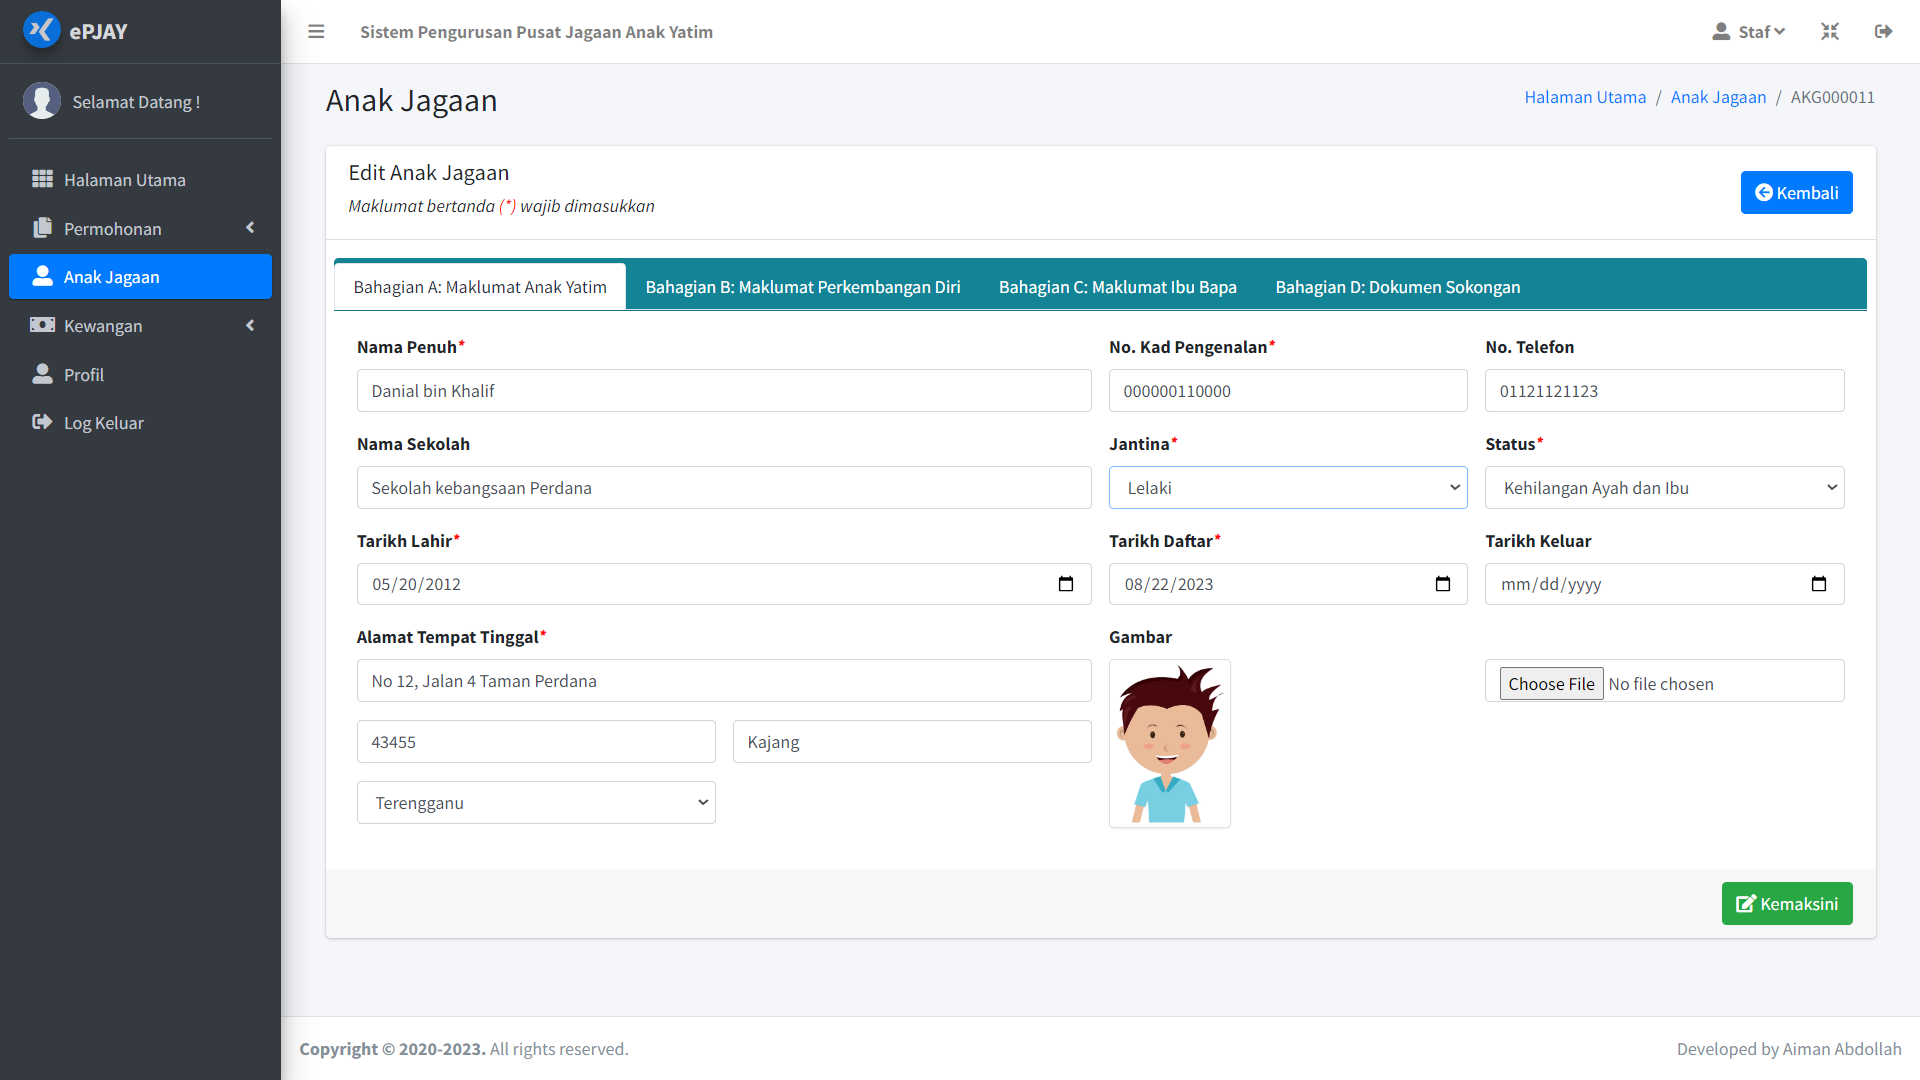 ePJAY
Sistem Pengurusan Pusat Jagaan Anak Yatim
Staf
Selamat Datang !
Halaman Utama
Permohonan
Anak Jagaan
Kewangan
Profil
Log Keluar
Anak Jagaan
Halaman Utama / Anak Jagaan / AKG000011
Edit Anak Jagaan
Maklumat bertanda (*) wajib dimasukkan
Kembali
Bahagian A: Maklumat Anak Yatim
Bahagian B: Maklumat Perkembangan Diri
Bahagian C: Maklumat Ibu Bapa
Bahagian D: Dokumen Sokongan
Nama Penuh*
Danial bin Khalif
No. Kad Pengenalan*
000000110000
No. Telefon
01121121123
Nama Sekolah
Sekolah kebangsaan Perdana
Jantina*
Lelaki
Status*
Kehilangan Ayah dan Ibu
Tarikh Lahir*
05/20/2012
Tarikh Daftar*
08/22/2023
Tarikh Keluar
mm/dd/yyyy
Alamat Tempat Tinggal*
No 12, Jalan 4 Taman Perdana
43455
Kajang
Terengganu
Gambar
Choose File No file chosen
Kemaksini
Copyright © 2020-2023. All rights reserved.
Developed by Aiman Abdollah